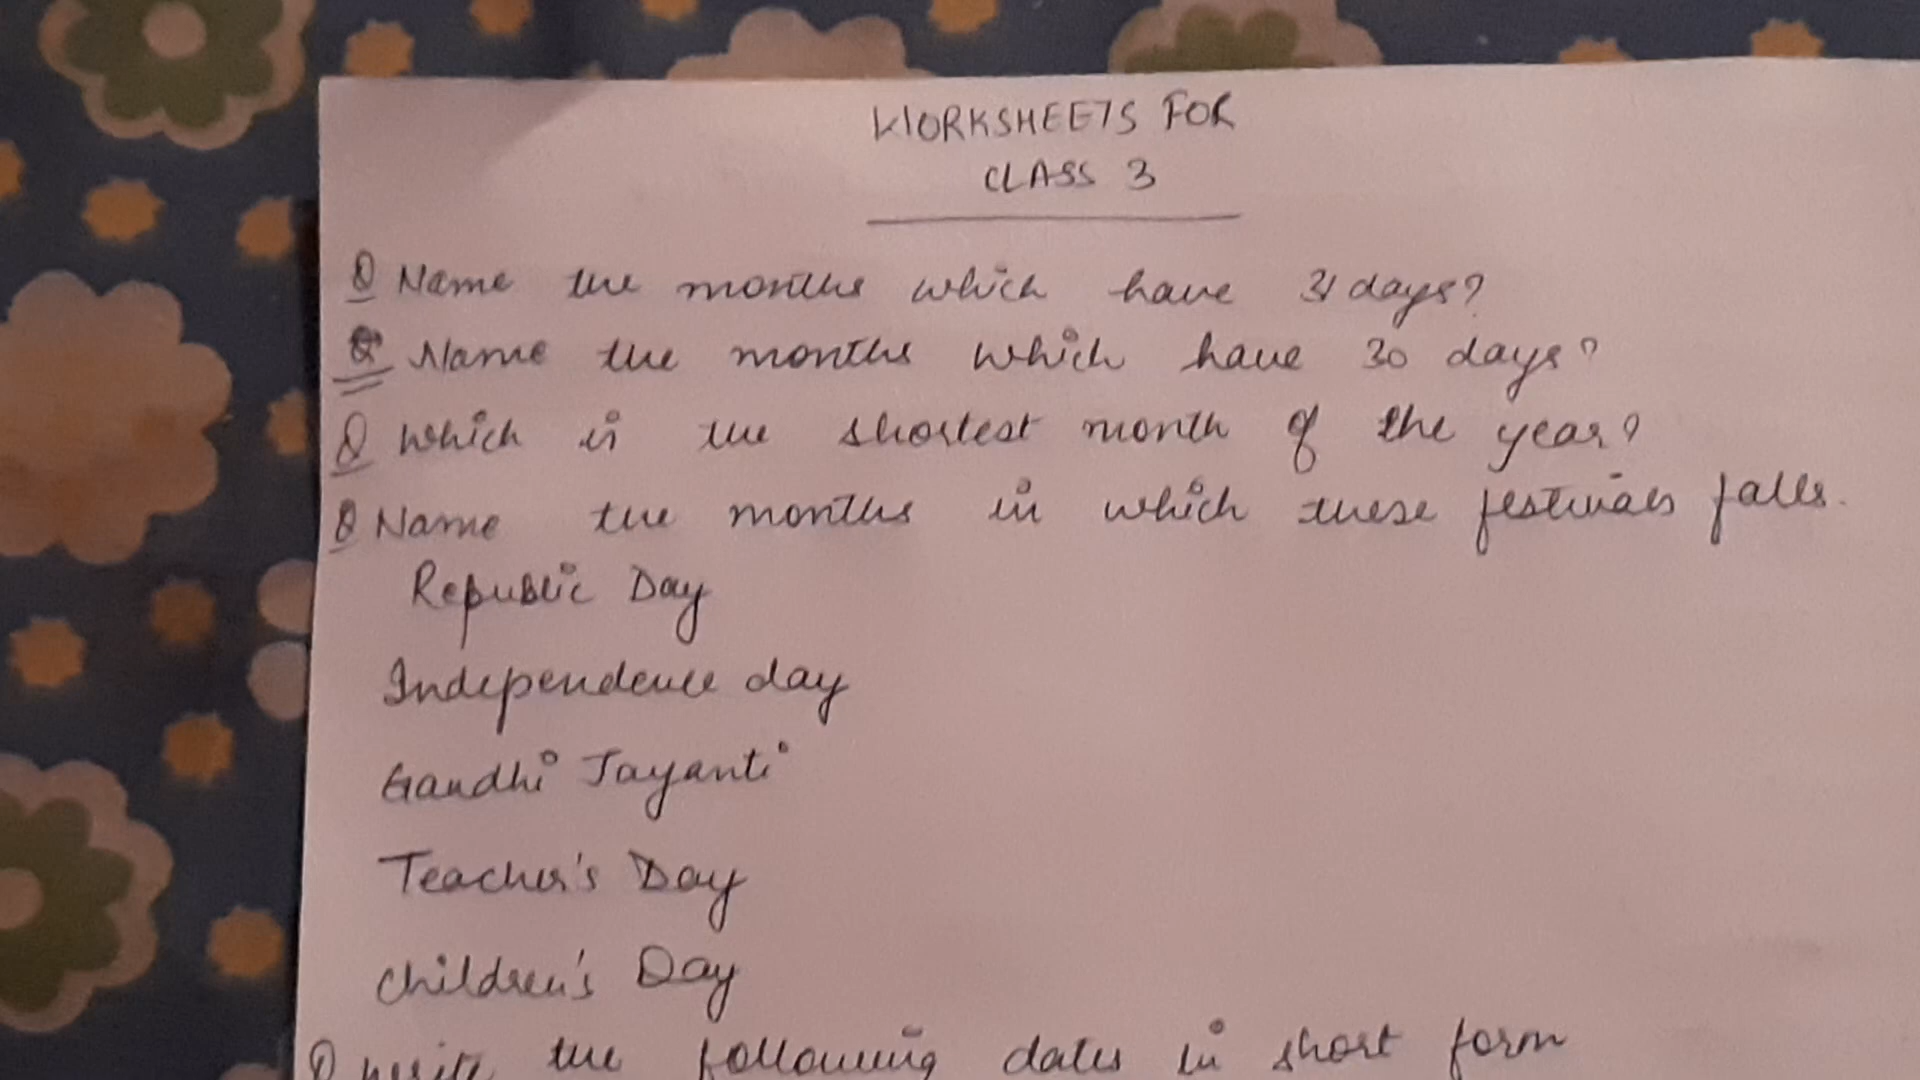 WORKSHEETS FOR
CLASS 3
Q Name the months which have 31 days?
Q Name the months which have 30 days?
Q Which is the shortest month of the year?
Q Name the months in which these festivals falls.
Republic Day
Independence day
Gandhi Jayanti
Teacher's Day
Children's Day
Q Write the following dates in short form